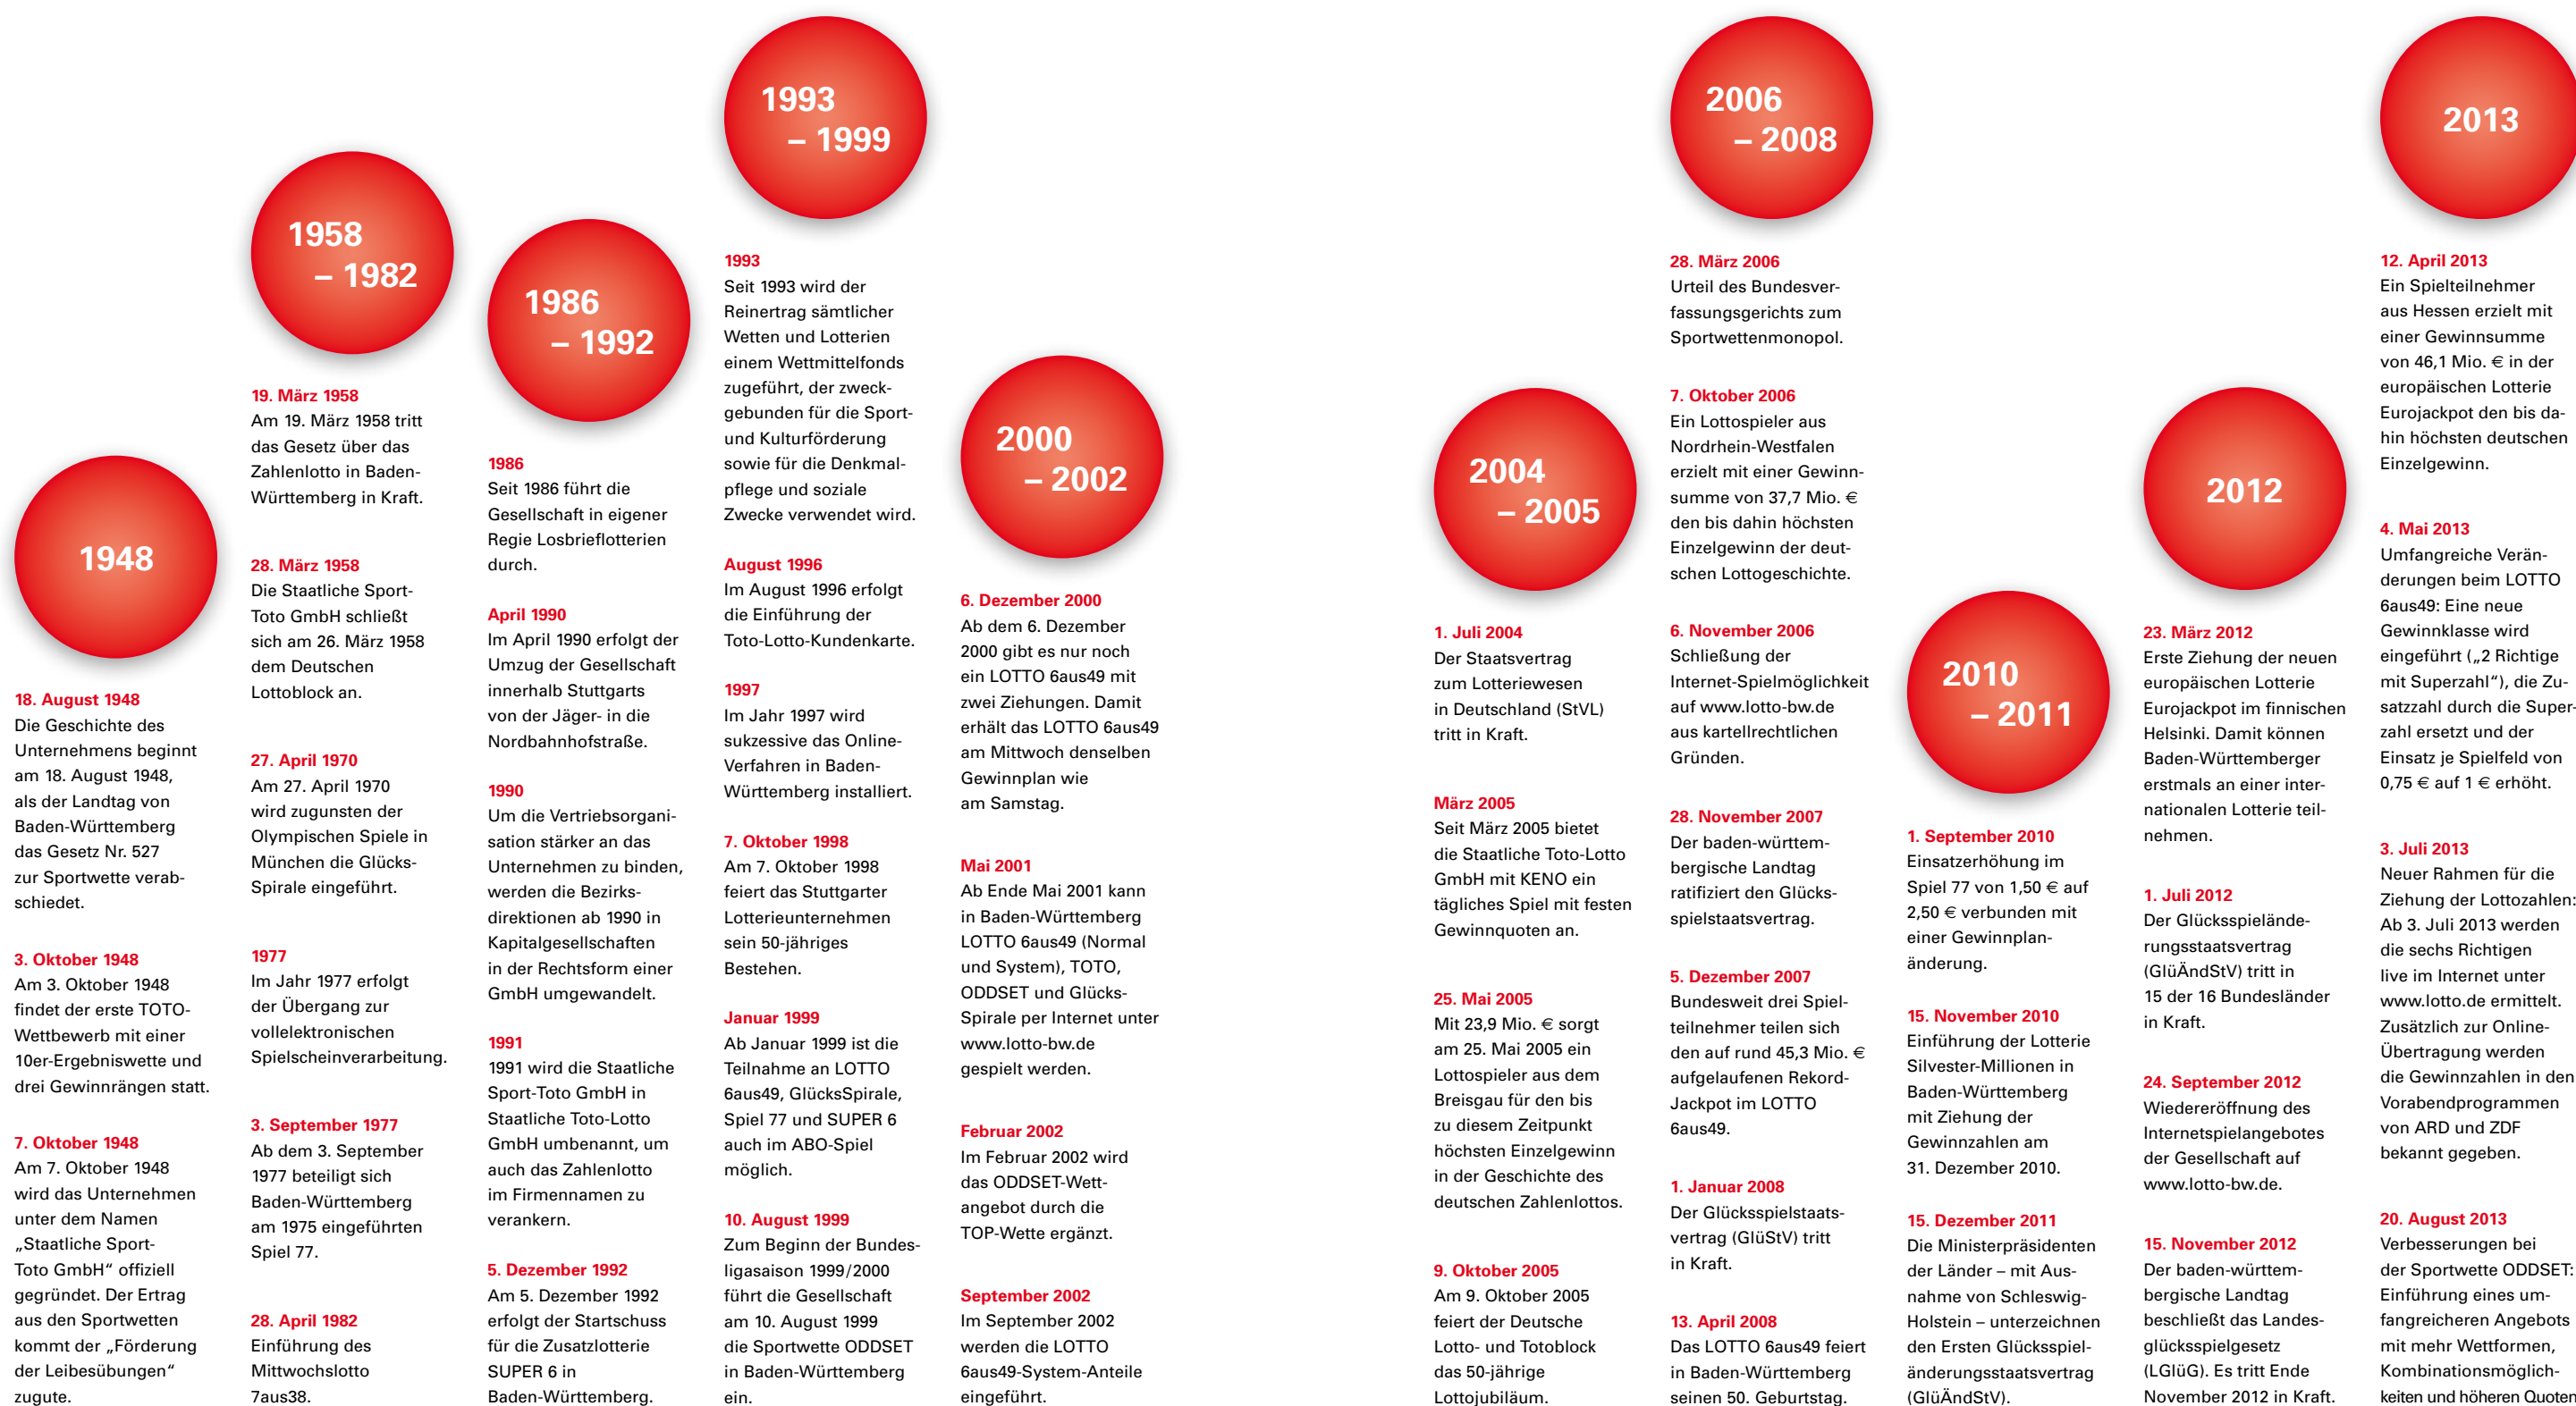 1948
18. August 1948
Die Geschichte des
Unternehmens beginnt
am 18. August 1948,
als der Landtag von
Baden-Württemberg
das Gesetz Nr. 527
zur Sportwette verab-
schiedet.
3. Oktober 1948
Am 3. Oktober 1948
findet der erste TOTO-
Wettbewerb mit einer
10er-Ergebniswette und
drei Gewinnrängen statt.
7. Oktober 1948
Am 7. Oktober 1948
wird das Unternehmen
unter dem Namen
„Staatliche Sport-
Toto GmbH“ offiziell
gegründet. Der Ertrag
aus den Sportwetten
kommt der „Förderung
der Leibesübungen“
zugute.
1958
– 1982
19. März 1958
Am 19. März 1958 tritt
das Gesetz über das
Zahlenlotto in Baden-
Württemberg in Kraft.
28. März 1958
Die Staatliche Sport-
Toto GmbH schließt
sich am 26. März 1958
dem Deutschen
Lottoblock an.
27. April 1970
Am 27. April 1970
wird zugunsten der
Olympischen Spiele in
München die Glücks-
Spirale eingeführt.
1977
Im Jahr 1977 erfolgt
der Übergang zur
vollelektronischen
Spielscheinverarbeitung.
3. September 1977
Ab dem 3. September
1977 beteiligt sich
Baden-Württemberg
am 1975 eingeführten
Spiel 77.
28. April 1982
Einführung des
Mittwochslotto
7aus38.
1986
– 1992
1986
Seit 1986 führt die
Gesellschaft in eigener
Regie Losbrieflotterien
durch.
April 1990
Im April 1990 erfolgt der
Umzug der Gesellschaft
innerhalb Stuttgarts
von der Jäger- in die
Nordbahnhofstraße.
1990
Um die Vertriebsorgani-
sation stärker an das
Unternehmen zu binden,
werden die Bezirks-
direktionen ab 1990 in
Kapitalgesellschaften
in der Rechtsform einer
GmbH umgewandelt.
1991
1991 wird die Staatliche
Sport-Toto GmbH in
Staatliche Toto-Lotto
GmbH umbenannt, um
auch das Zahlenlotto
im Firmennamen zu
verankern.
5. Dezember 1992
Am 5. Dezember 1992
erfolgt der Startschuss
für die Zusatzlotterie
SUPER 6 in
Baden-Württemberg.
1993
– 1999
1993
Seit 1993 wird der
Reinertrag sämtlicher
Wetten und Lotterien
einem Wettmittelfonds
zugeführt, der zweck-
gebunden für die Sport-
und Kulturförderung
sowie für die Denkmal-
pflege und soziale
Zwecke verwendet wird.
August 1996
Im August 1996 erfolgt
die Einführung der
Toto-Lotto-Kundenkarte.
1997
Im Jahr 1997 wird
sukzessive das Online-
Verfahren in Baden-
Württemberg installiert.
7. Oktober 1998
Am 7. Oktober 1998
feiert das Stuttgarter
Lotterieunternehmen
sein 50-jähriges
Bestehen.
Januar 1999
Ab Januar 1999 ist die
Teilnahme an LOTTO
6aus49, GlücksSpirale,
Spiel 77 und SUPER 6
auch im ABO-Spiel
möglich.
10. August 1999
Zum Beginn der Bundes-
ligasaison 1999/2000
führt die Gesellschaft
am 10. August 1999
die Sportwette ODDSET
in Baden-Württemberg
ein.
2000
– 2002
6. Dezember 2000
Ab dem 6. Dezember
2000 gibt es nur noch
ein LOTTO 6aus49 mit
zwei Ziehungen. Damit
erhält das LOTTO 6aus49
am Mittwoch denselben
Gewinnplan wie
am Samstag.
Mai 2001
Ab Ende Mai 2001 kann
in Baden-Württemberg
LOTTO 6aus49 (Normal
und System), TOTO,
ODDSET und Glücks-
Spirale per Internet unter
www.lotto-bw.de
gespielt werden.
Februar 2002
Im Februar 2002 wird
das ODDSET-Wett-
angebot durch die
TOP-Wette ergänzt.
September 2002
Im September 2002
werden die LOTTO
6aus49-System-Anteile
eingeführt.
2004
– 2005
1. Juli 2004
Der Staatsvertrag
zum Lotteriewesen
in Deutschland (StVL)
tritt in Kraft.
März 2005
Seit März 2005 bietet
die Staatliche Toto-Lotto
GmbH mit KENO ein
tägliches Spiel mit festen
Gewinnquoten an.
25. Mai 2005
Mit 23,9 Mio. € sorgt
am 25. Mai 2005 ein
Lottospieler aus dem
Breisgau für den bis
zu diesem Zeitpunkt
höchsten Einzelgewinn
in der Geschichte des
deutschen Zahlenlottos.
9. Oktober 2005
Am 9. Oktober 2005
feiert der Deutsche
Lotto- und Totoblock
das 50-jährige
Lottojubiläum.
2006
– 2008
28. März 2006
Urteil des Bundesver-
fassungsgerichts zum
Sportwettenmonopol.
7. Oktober 2006
Ein Lottospieler aus
Nordrhein-Westfalen
erzielt mit einer Gewinn-
summe von 37,7 Mio. €
den bis dahin höchsten
Einzelgewinn der deut-
schen Lottogeschichte.
6. November 2006
Schließung der
Internet-Spielmöglichkeit
auf www.lotto-bw.de
aus kartellrechtlichen
Gründen.
28. November 2007
Der baden-württem-
bergische Landtag
ratifiziert den Glücks-
spielstaatsvertrag.
5. Dezember 2007
Bundesweit drei Spiel-
teilnehmer teilen sich
den auf rund 45,3 Mio. €
aufgelaufenen Rekord-
Jackpot im LOTTO
6aus49.
1. Januar 2008
Der Glücksspielstaats-
vertrag (GlüStV) tritt
in Kraft.
13. April 2008
Das LOTTO 6aus49 feiert
in Baden-Württemberg
seinen 50. Geburtstag.
2010
– 2011
1. September 2010
Einsatzerhöhung im
Spiel 77 von 1,50 € auf
2,50 € verbunden mit
einer Gewinnplan-
änderung.
15. November 2010
Einführung der Lotterie
Silvester-Millionen in
Baden-Württemberg
mit Ziehung der
Gewinnzahlen am
31. Dezember 2010.
15. Dezember 2011
Die Ministerpräsidenten
der Länder – mit Aus-
nahme von Schleswig-
Holstein – unterzeichnen
den Ersten Glücksspiel-
änderungsstaatsvertrag
(GlüÄndStV).
2012
23. März 2012
Erste Ziehung der neuen
europäischen Lotterie
Eurojackpot im finnischen
Helsinki. Damit können
Baden-Württemberger
erstmals an einer inter-
nationalen Lotterie teil-
nehmen.
1. Juli 2012
Der Glücksspielände-
rungsstaatsvertrag
(GlüÄndStV) tritt in
15 der 16 Bundesländer
in Kraft.
24. September 2012
Wiedereröffnung des
Internetspielangebotes
der Gesellschaft auf
www.lotto-bw.de.
15. November 2012
Der baden-württem-
bergische Landtag
beschließt das Landes-
glücksspielgesetz
(LGlüG). Es tritt Ende
November 2012 in Kraft.
2013
12. April 2013
Ein Spielteilnehmer
aus Hessen erzielt mit
einer Gewinnsumme
von 46,1 Mio. € in der
europäischen Lotterie
Eurojackpot den bis da-
hin höchsten deutschen
Einzelgewinn.
4. Mai 2013
Umfangreiche Verän-
derungen beim LOTTO
6aus49: Eine neue
Gewinnklasse wird
eingeführt („2 Richtige
mit Superzahl“), die Zu-
satzzahl durch die Super-
zahl ersetzt und der
Einsatz je Spielfeld von
0,75 € auf 1 € erhöht.
3. Juli 2013
Neuer Rahmen für die
Ziehung der Lottozahlen:
Ab 3. Juli 2013 werden
die sechs Richtigen
live im Internet unter
www.lotto.de ermittelt.
Zusätzlich zur Online-
Übertragung werden
die Gewinnzahlen in den
Vorabendprogrammen
von ARD und ZDF
bekannt gegeben.
20. August 2013
Verbesserungen bei
der Sportwette ODDSET:
Einführung eines um-
fangreicheren Angebots
mit mehr Wettformen,
Kombinationsmöglich-
keiten und höheren Quoten